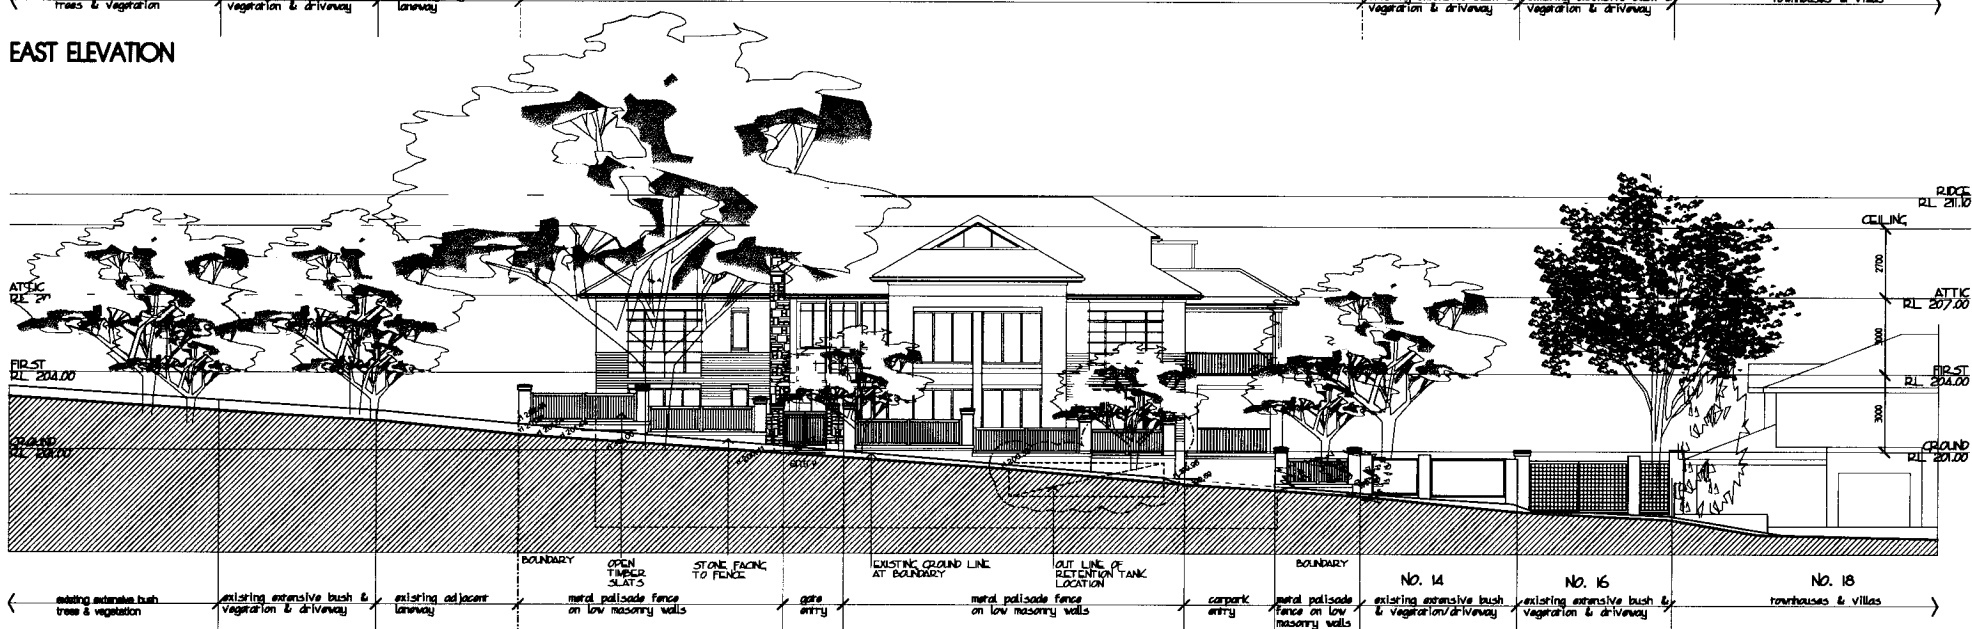 trees & vegetation
vegetation & driveway
laneway
vegetation & driveway
vegetation & driveway
townhouses & villas
EAST ELEVATION
RIDGE
RL 211.10
CEILING
2700
ATTIC
RL
ATTIC
RL 207.00
3000
FIRST
RL 204.00
FIRST
RL 204.00
3000
GROUND
RL 201.00
GROUND
RL 201.00
entry
BOUNDARY
OPEN
TIMBER
SLATS
STONE FACING
TO FENCE
EXISTING GROUND LINE
AT BOUNDARY
OUT LINE OF
RETENTION TANK
LOCATION
BOUNDARY
NO. 14
NO. 16
NO. 18
existing extensive bush
trees & vegetation
existing extensive bush &
vegetation & driveway
existing adjacent
laneway
metal palisade fence
on low masonry walls
gate
entry
metal palisade fence
on low masonry walls
carpark
entry
metal palisade
fence on low
masonry walls
existing extensive bush
& vegetation/driveway
existing extensive bush &
vegetation & driveway
townhouses & villas